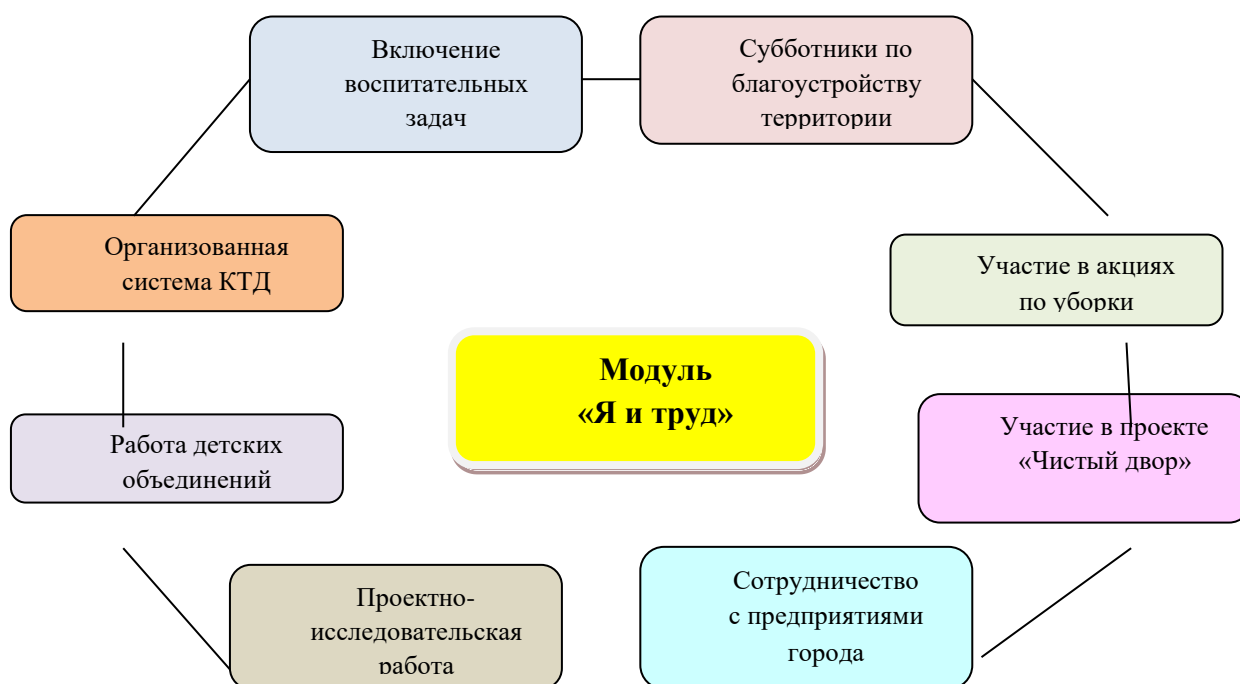 Включение
воспитательных
задач
Субботники по
благоустройству
территории
Организованная
система КТД
Участие в акциях
по уборки
Модуль
«Я и труд»
Работа детских
объединений
Участие в проекте
«Чистый двор»
Проектно-
исследовательская
работа
Сотрудничество
с предприятиями
города